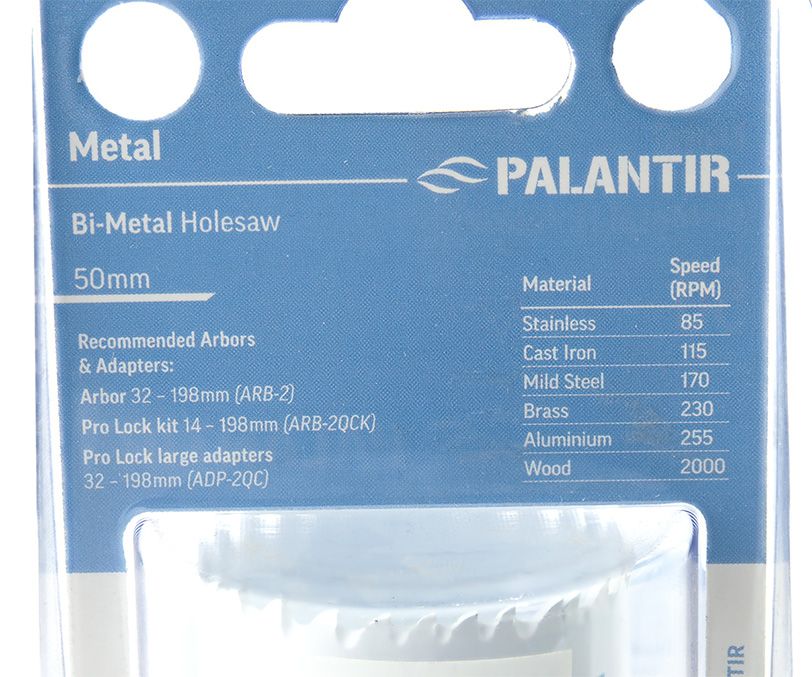 Metal
PALANTIR
Bi-Metal Holesaw
50mm
Recommended Arbors
& Adapters:
Arbor 32 – 198mm (ARB-2)
Pro Lock kit 14 – 198mm (ARB-2QCK)
Pro Lock large adapters
32 – 198mm (ADP-2QC)
Material Speed (RPM)
Stainless 85
Cast Iron 115
Mild Steel 170
Brass 230
Aluminium 255
Wood 2000
TIR